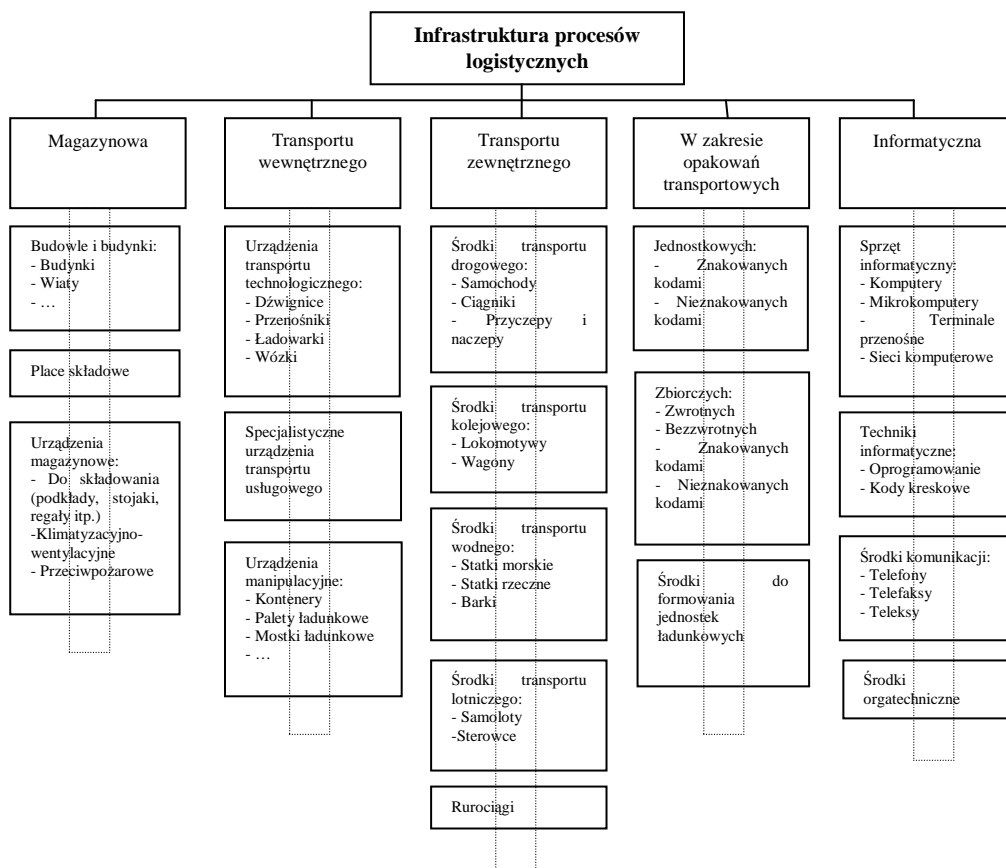 Infrastruktura procesów
logistycznych
Magazynowa
Transportu
wewnętrznego
Transportu
zewnętrznego
W zakresie
opakowań
transportowych
Informatyczna
Budowle i budynki:
- Budynki
- Wiaty
- …
Place składowe
Urządzenia
magazynowe:
- Do składowania
(podkłady, stojaki,
regały itp.)
-Klimatyzacyjno-
wentylacyjne
- Przeciwpożarowe
Urządzenia
transportu
technologicznego:
- Dźwignice
- Przenośniki
- Ładowarki
- Wózki
Specjalistyczne
urządzenia
transportu
usługowego
Urządzenia
manipulacyjne:
- Kontenery
- Palety ładunkowe
- Mostki ładunkowe
- …
Środki transportu
drogowego:
- Samochody
- Ciągniki
- Przyczepy i
naczepy
Środki transportu
kolejowego:
- Lokomotywy
- Wagony
Środki transportu
wodnego:
- Statki morskie
- Statki rzeczne
- Barki
Środki transportu
lotniczego:
- Samoloty
-Sterowce
Rurociągi
Jednostkowych:
- Znakowanych
kodami
- Nieznakowanych
kodami
Zbiorczych:
- Zwrotnych
- Bezzwrotnych
- Znakowanych
kodami
- Nieznakowanych
kodami
Środki do
formowania
jednostek
ładunkowych
Sprzęt
informatyczny:
- Komputery
- Mikrokomputery
- Terminale
przenośne
- Sieci komputerowe
Techniki
informatyczne:
- Oprogramowanie
- Kody kreskowe
Środki komunikacji:
- Telefony
- Telefaksy
- Teleksy
Środki
orgatechniczne